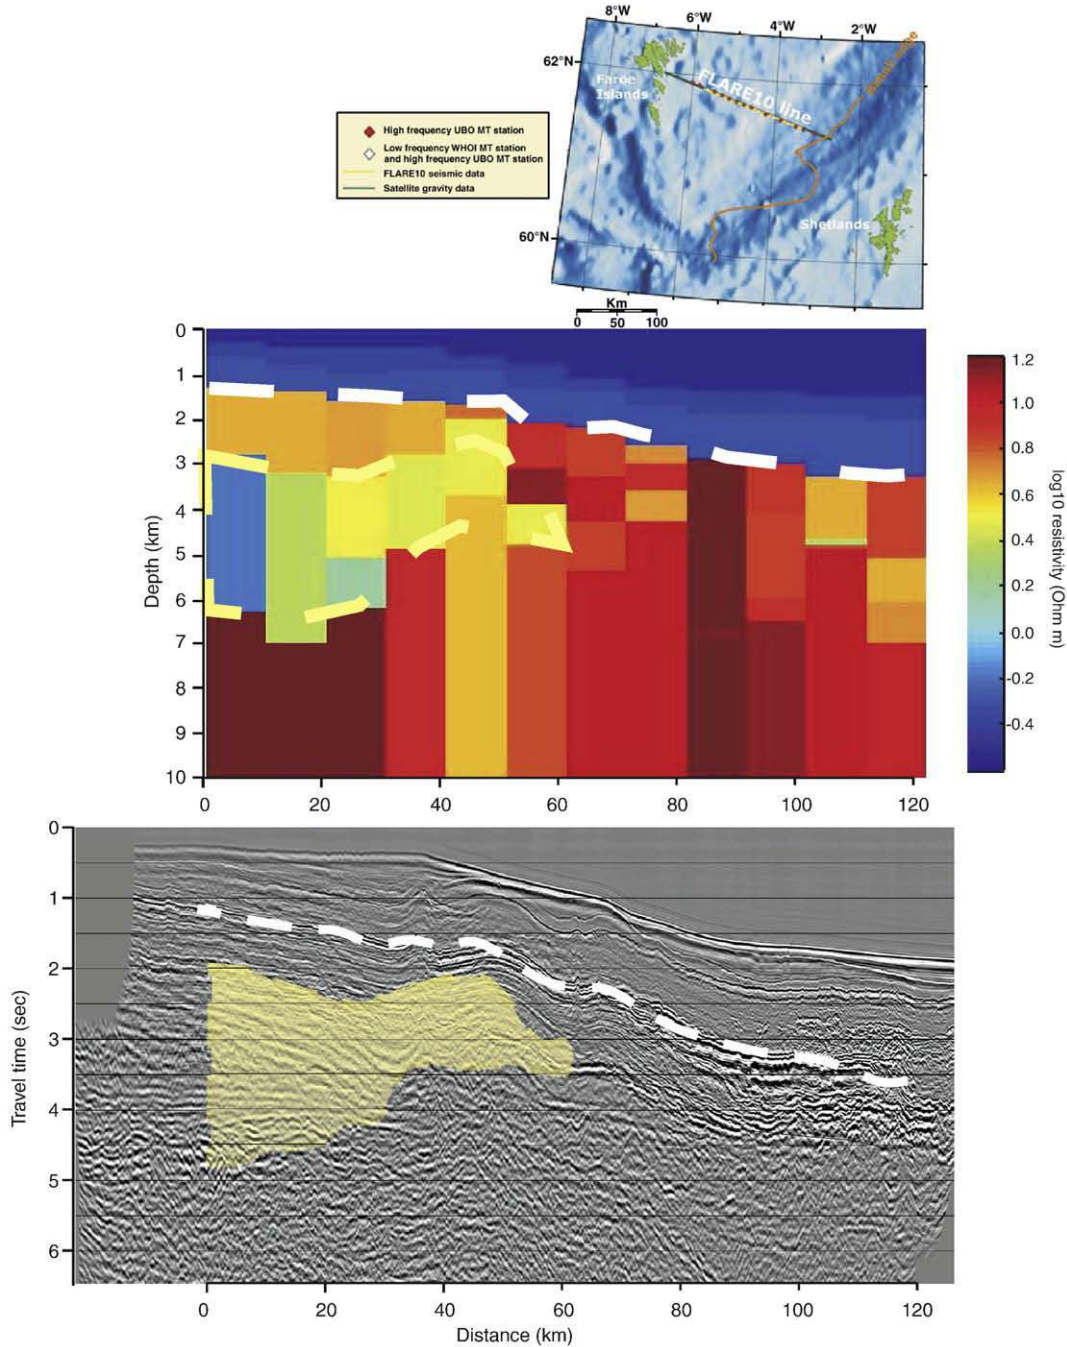 8°W 6°W 4°W 2°W
62°N
Faroe
Islands
FLARE10 line
High frequency UBO MT station
Low frequency WHOI MT station
and high frequency UBO MT station
FLARE10 seismic data
Satellite gravity data
Shetlands
60°N
Km
0 50 100
0
1
2
3
4
5
6
7
8
9
10
Depth (km)
0 20 40 60 80 100 120
1.2
1.0
0.8
0.6
0.4
0.2
0.0
-0.2
-0.4
log10 resistivity (Ohm m)
0
1
2
3
4
5
6
Travel time (sec)
0 20 40 60 80 100 120
Distance (km)